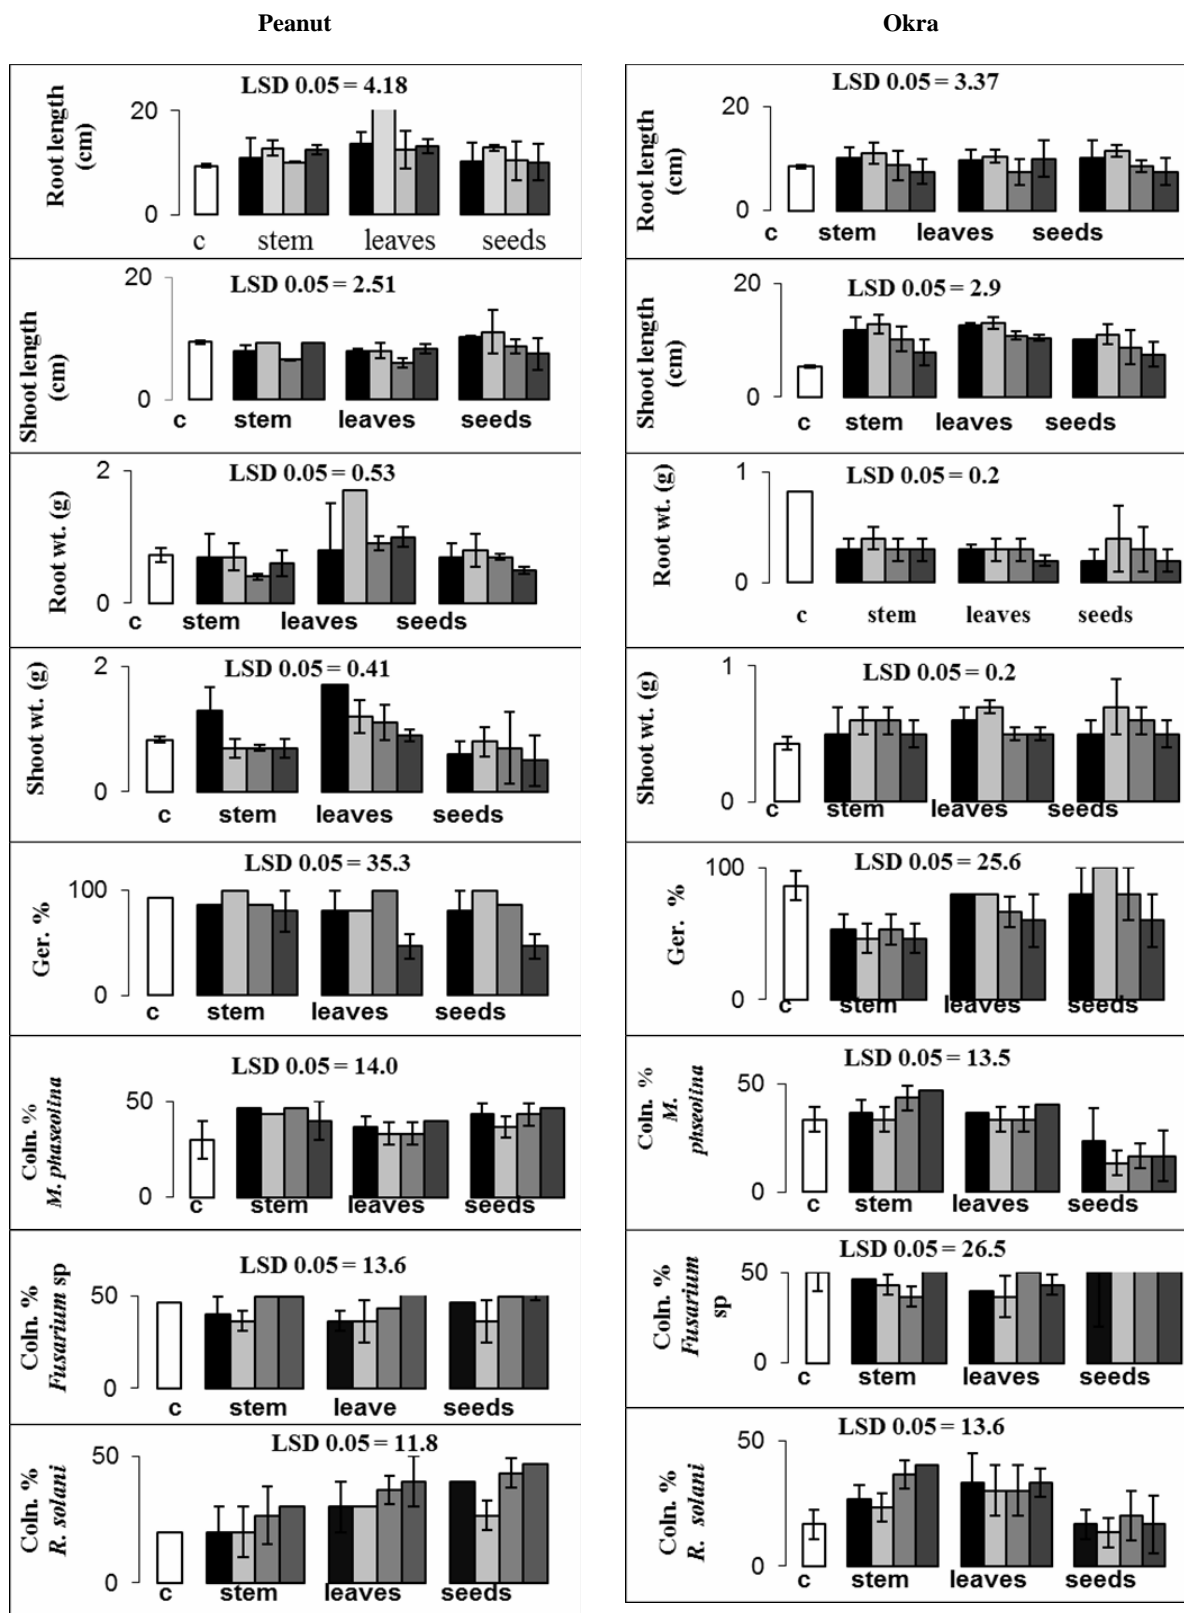 Peanut
Okra
LSD 0.05 = 4.18
Root length
(cm)
20
0
c stem leaves seeds
LSD 0.05 = 2.51
Shoot length
(cm)
20
0
c stem leaves seeds
LSD 0.05 = 0.53
Root wt. (g)
2
0
c stem leaves seeds
LSD 0.05 = 0.41
Shoot wt. (g)
2
0
c stem leaves seeds
LSD 0.05 = 35.3
Ger. %
100
0
c stem leaves seeds
LSD 0.05 = 14.0
Coln. %
M. phaseolina
50
0
c stem leaves seeds
LSD 0.05 = 13.6
Coln. %
Fusarium sp
50
0
c stem leave seeds
LSD 0.05 = 11.8
Coln. %
R. solani
50
0
c stem leaves seeds
LSD 0.05 = 3.37
Root length
(cm)
20
0
c stem leaves seeds
LSD 0.05 = 2.9
Shoot length
(cm)
20
0
c stem leaves seeds
LSD 0.05 = 0.2
Root wt. (g)
1
0
c stem leaves seeds
LSD 0.05 = 0.2
Shoot wt. (g)
1
0
c stem leaves seeds
LSD 0.05 = 25.6
Ger. %
100
0
c stem leaves seeds
LSD 0.05 = 13.5
Coln. %
M.
phseolina
50
0
c stem leaves seeds
LSD 0.05 = 26.5
Coln. %
Fusarium
sp
50
0
c stem leaves seeds
LSD 0.05 = 13.6
Coln. %
R. solani
50
0
c stem leaves seeds